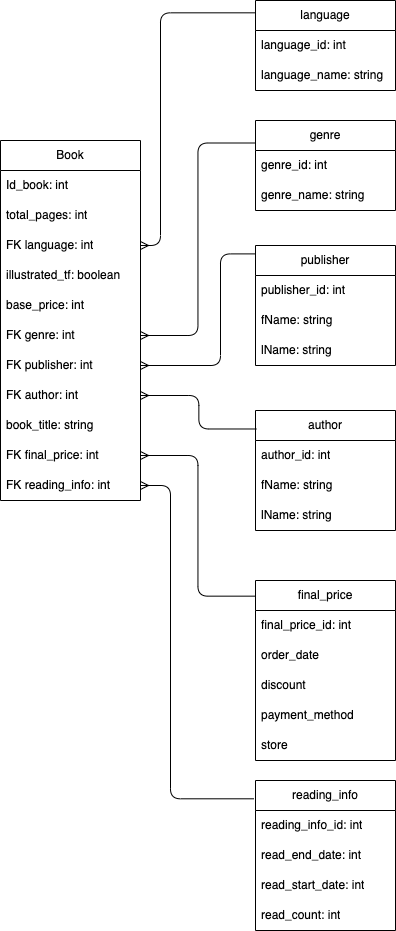 language
language_id: int
language_name: string
genre
genre_id: int
genre_name: string
Book
Id_book: int
total_pages: int
FK language: int
illustrated_tf: boolean
base_price: int
FK genre: int
FK publisher: int
FK author: int
book_title: string
FK final_price: int
FK reading_info: int
publisher
publisher_id: int
fName: string
lName: string
author
author_id: int
fName: string
lName: string
final_price
final_price_id: int
order_date
discount
payment_method
store
reading_info
reading_info_id: int
read_end_date: int
read_start_date: int
read_count: int